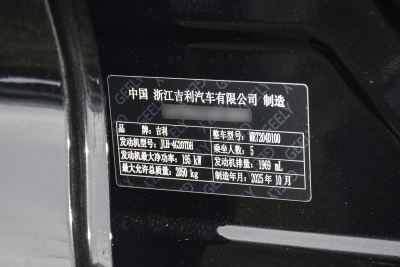 中国 浙江吉利汽车有限公司 制造
品 牌：吉利 整车型号：MR7204D100
发动机型号：JLH-4G20TDH 乘坐人数：5
发动机最大净功率：195 kW 发动机排量：1969 mL
最大允许总质量：2050 kg 制造年月：2025 年 10 月